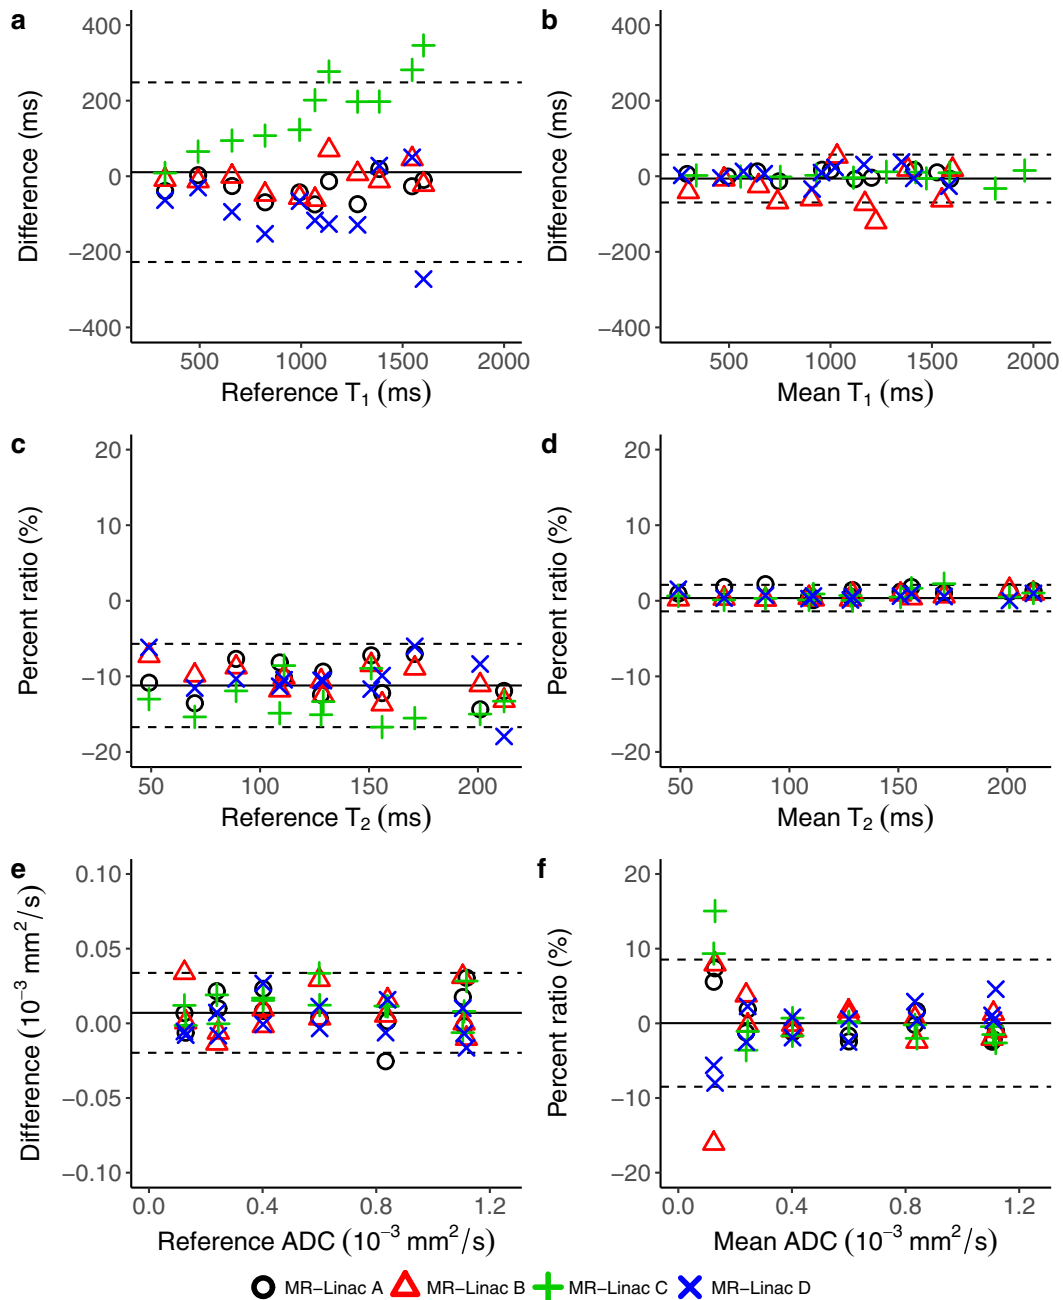 a
b
400
200
0
−200
−400
Difference (ms)
500
1000
1500
2000
Reference T1 (ms)
400
200
0
−200
−400
Difference (ms)
500
1000
1500
2000
Mean T1 (ms)
c
d
20
10
0
−10
−20
Percent ratio (%)
50
100
150
200
Reference T2 (ms)
20
10
0
−10
−20
Percent ratio (%)
50
100
150
200
Mean T2 (ms)
e
f
0.10
0.05
0.00
−0.05
−0.10
Difference (10−3 mm2/s)
0.0
0.4
0.8
1.2
Reference ADC (10−3 mm2/s)
20
10
0
−10
−20
Percent ratio (%)
0.0
0.4
0.8
1.2
Mean ADC (10−3 mm2/s)
MR−Linac A
MR−Linac B
MR−Linac C
MR−Linac D